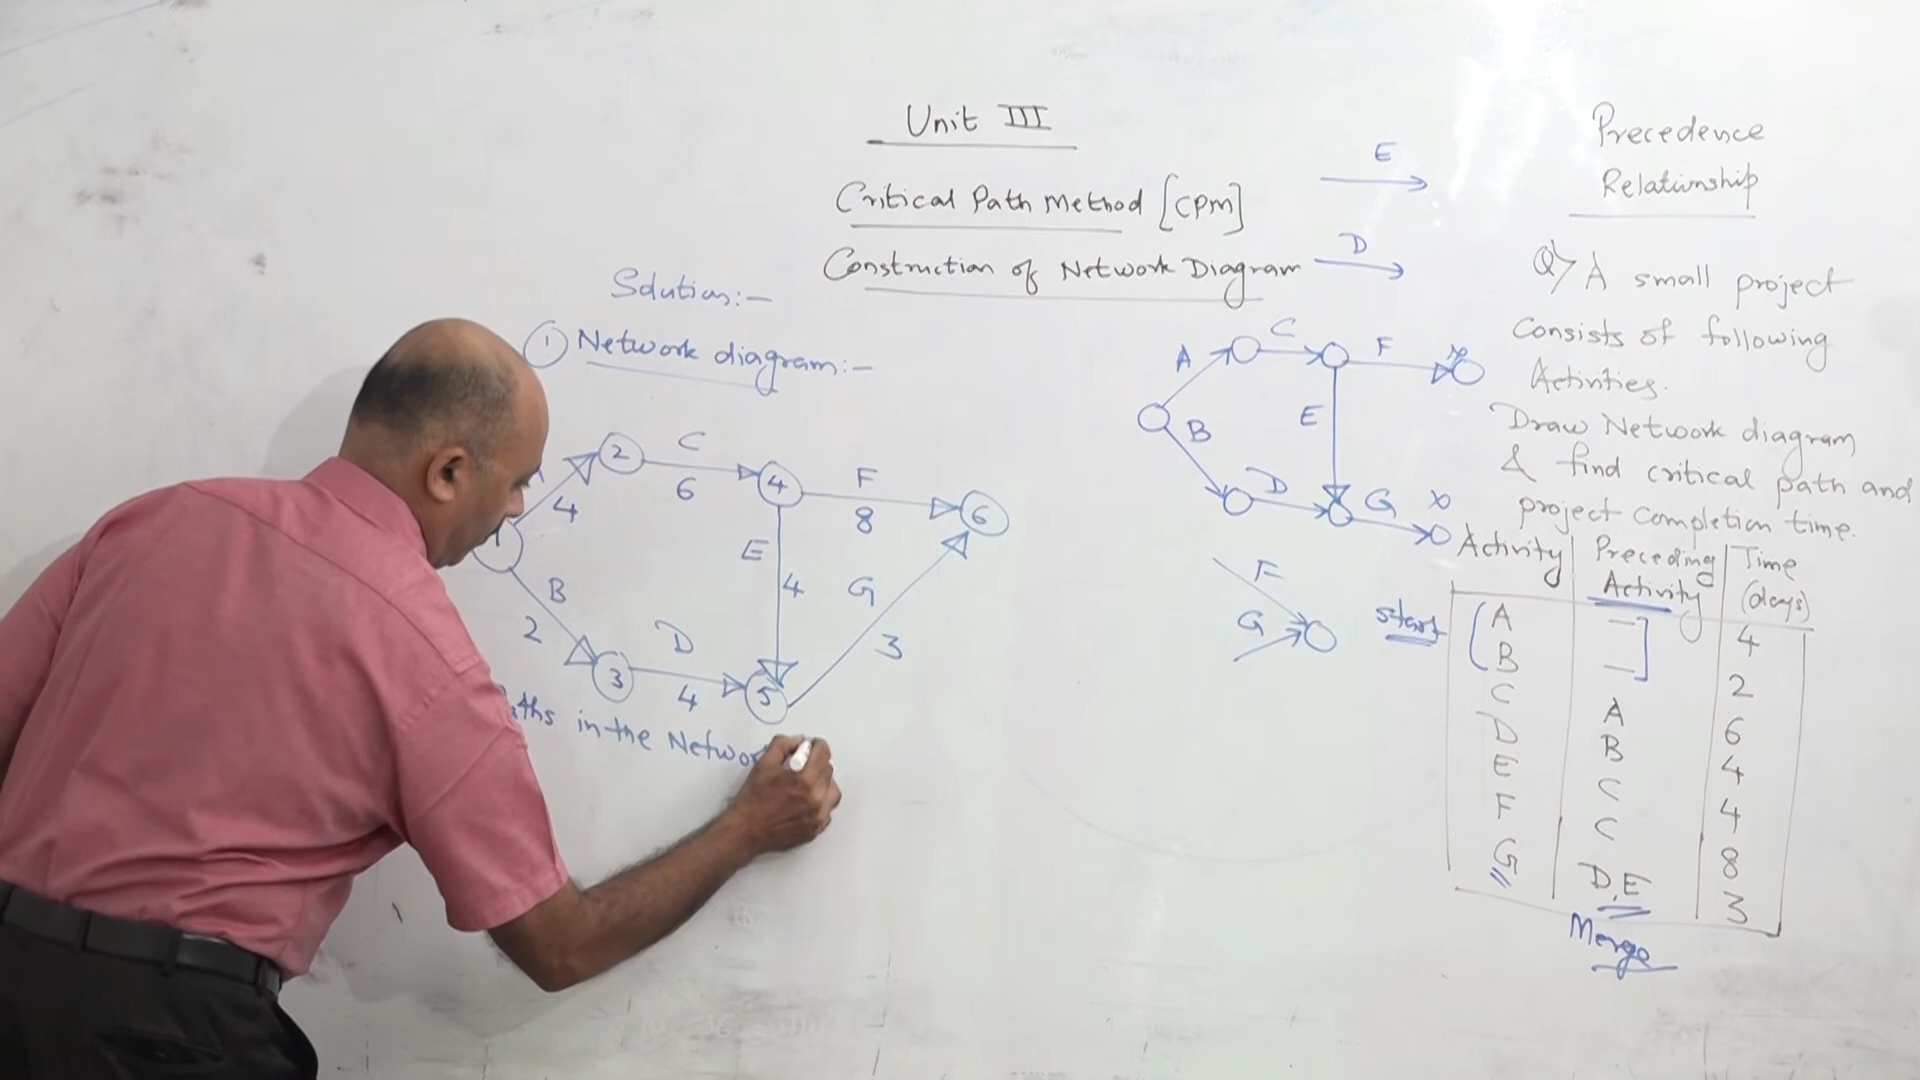 Unit III
Critical Path Method [CPM]
Construction of Network Diagram
Solution:-
① Network diagram:-
1
4
2
C
6
4
F
8
6
E
4
G
3
B
2
3
D
4
5
in the Networ
E
D
A
C
F
B
E
D
G
F
G
Precedence
Relationship
Q> A small project
Consists of following
Activities.
Draw Network diagram
& find critical path and
project completion time.
Activity Preceding Activity Time (days)
start A — 4
B — 2
C A 6
D B 4
E C 4
F C 8
G D,E 3
Merge